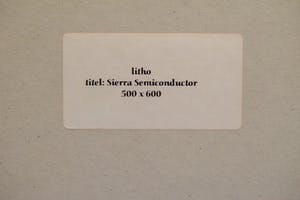 litho
titel: Sierra Semiconductor
500 x 600